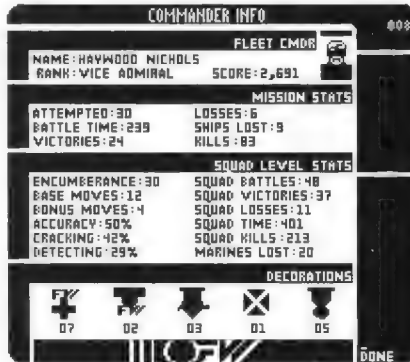 COMMANDER INFO
FLEET CMDR
NAME:HAYWOOD NICHOLS
RANK:VICE ADMIRAL SCORE:2,691
MISSION STATS
ATTEMPTED:30 LOSSES:6
BATTLE TIME:239 SHIPS LOST:9
VICTORIES:24 KILLS:83
SQUAD LEVEL STATS
ENCUMBERANCE:30 SQUAD BATTLES:48
BASE MOVES:12 SQUAD VICTORIES:37
BONUS MOVES:4 SQUAD LOSSES:11
ACCURACY:50% SQUAD TIME:401
CRACKING:42% SQUAD KILLS:213
DETECTING:29% MARINES LOST:20
DECORATIONS
07 02 03 01 05
DONE